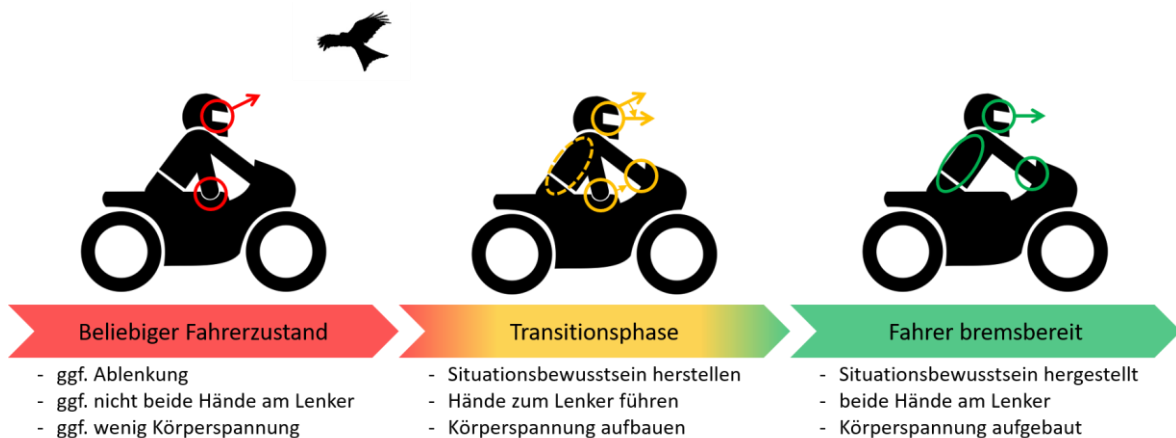 Beliebiger Fahrerzustand
- ggf. Ablenkung
- ggf. nicht beide Hände am Lenker
- ggf. wenig Körperspannung
Transitionsphase
- Situationsbewusstsein herstellen
- Hände zum Lenker führen
- Körperspannung aufbauen
Fahrer bremsbereit
- Situationsbewusstsein hergestellt
- beide Hände am Lenker
- Körperspannung aufgebaut